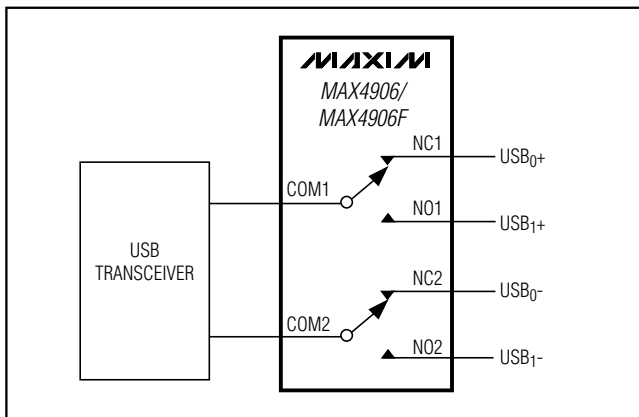 MAXIM
MAX4906/
MAX4906F
NC1
USB0+
COM1
NO1
USB1+
USB
TRANSCEIVER
NC2
USB0-
COM2
NO2
USB1-